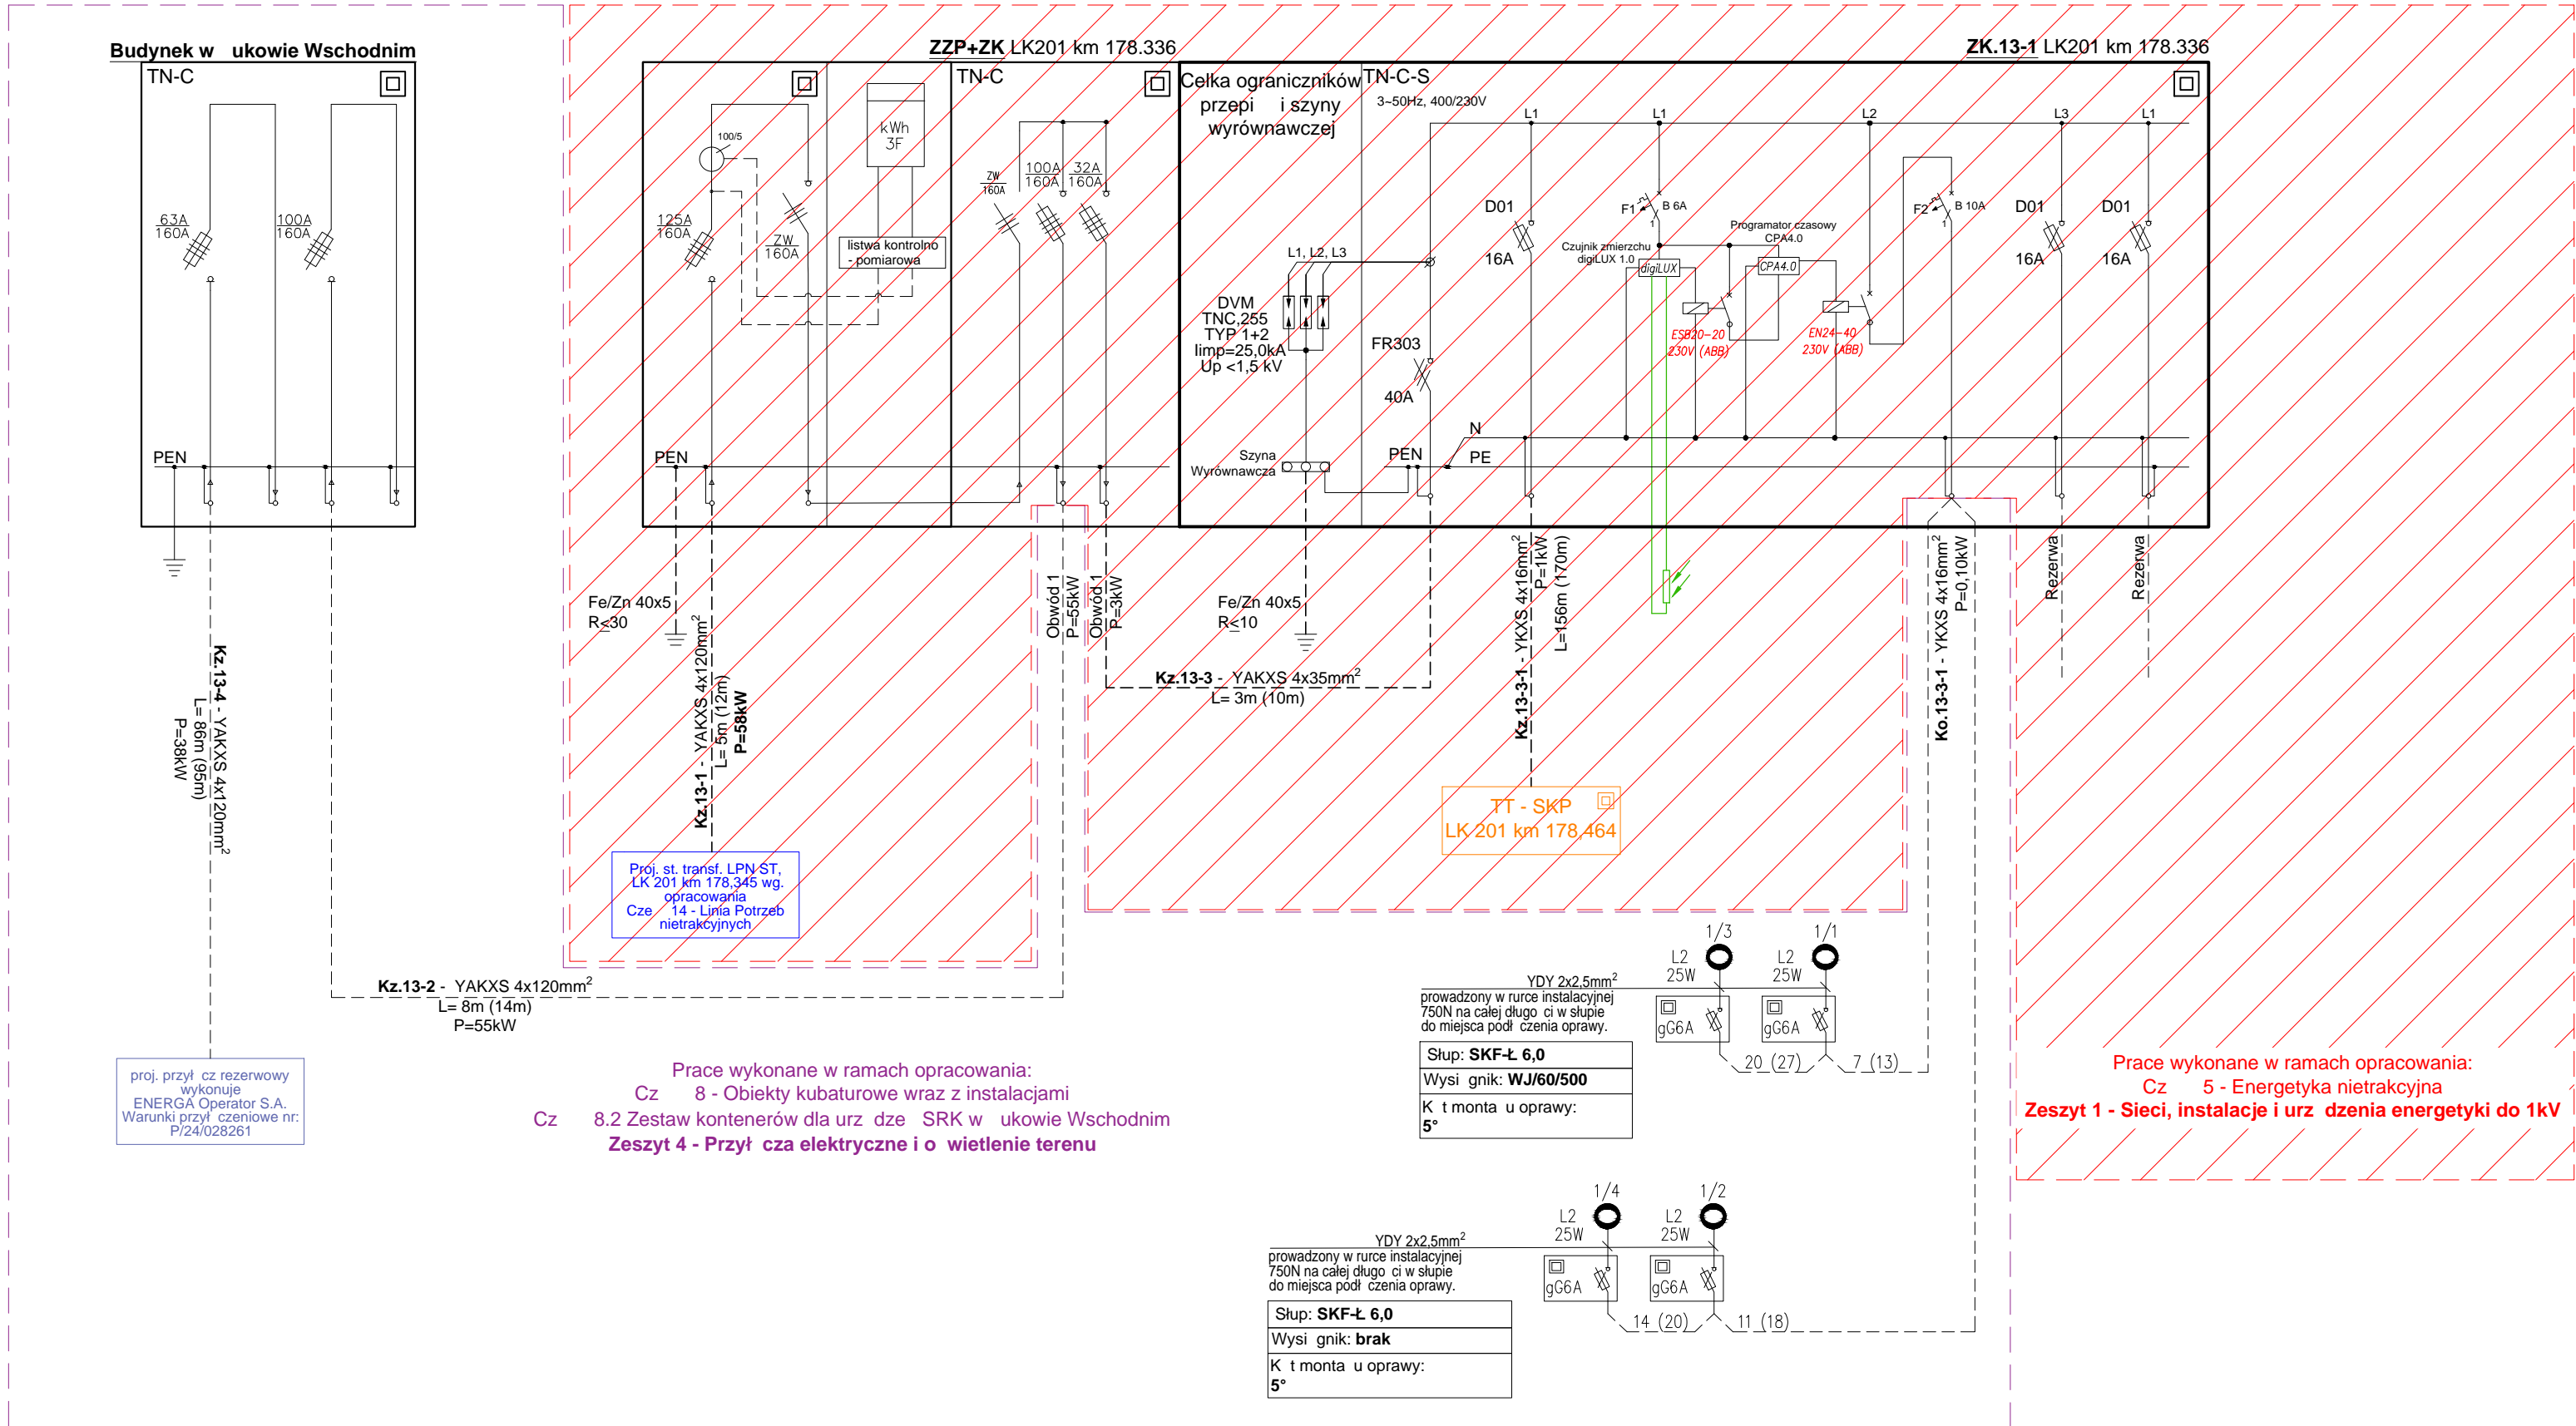 Budynek w ukowie Wschodnim
TN-C
63A
160A
100A
160A
PEN
Kz.13-4 - YAKXS 4x120mm²
L= 86m (95m)
P=38kW
proj. przył cz rezerwowy
wykonuje
ENERGA Operator S.A.
Warunki przył czeniowe nr:
P/24/028261
Kz.13-2 - YAKXS 4x120mm²
L= 8m (14m)
P=55kW
ZZP+ZK LK201 km 178.336
100/5
125A
160A
ZW
160A
kWh
3F
listwa kontrolno
- pomiarowa
PEN
TN-C
ZW
160A
100A
160A
32A
160A
Fe/Zn 40x5
R≤30
Kz.13-1 - YAKXS 4x120mm²
L= 5m (12m)
P=58kW
Obwód 1
P=55kW
Obwód 1
P=3kW
Proj. st. transf. LPN ST,
LK 201 km 178,345 wg.
opracowania
Cze 14 - Linia Potrzeb
nietrakcyjnych
ZK.13-1 LK201 km 178.336
Celka ograniczników
przepi i szyny
wyrównawczej
TN-C-S
3~50Hz, 400/230V
L1, L2, L3
DVM
TNC,255
TYP 1+2
limp=25,0kA
Up <1,5 kV
Szyna
Wyrównawcza
FR303
40A
PEN
N
PE
L1
D01
16A
L1
F1
B 6A
1
Czujnik zmierzchu
digiLUX 1.0
digiLUX
Programator czasowy
CPA4.0
CPA4.0
ESB20-20
230V (ABB)
L2
EN24-40
230V (ABB)
F2
B 10A
1
L3
D01
16A
L1
D01
16A
Fe/Zn 40x5
R≤10
Kz.13-3 - YAKXS 4x35mm²
L= 3m (10m)
Kz.13-3-1 - YKXS 4x16mm²
P=1kW
L=156m (170m)
Ko.13-3-1 - YKXS 4x16mm²
P=0,10kW
Rezerwa
Rezerwa
TT - SKP
LK 201 km 178,464
1/3
L2
25W
1/1
L2
25W
YDY 2x2,5mm²
prowadzony w rurce instalacyjnej
750N na całej długo ci w słupie
do miejsca podł czenia oprawy.
gG6A
gG6A
20 (27)
7 (13)
Słup: SKF-Ł 6,0
Wysi gnik: WJ/60/500
K t monta u oprawy:
5°
Prace wykonane w ramach opracowania:
Cz 8 - Obiekty kubaturowe wraz z instalacjami
Cz 8.2 Zestaw kontenerów dla urz dze SRK w ukowie Wschodnim
Zeszyt 4 - Przył cza elektryczne i o wietlenie terenu
Prace wykonane w ramach opracowania:
Cz 5 - Energetyka nietrakcyjna
Zeszyt 1 - Sieci, instalacje i urz dzenia energetyki do 1kV
1/4
L2
25W
1/2
L2
25W
YDY 2x2,5mm²
prowadzony w rurce instalacyjnej
750N na całej długo ci w słupie
do miejsca podł czenia oprawy.
gG6A
gG6A
14 (20)
11 (18)
Słup: SKF-Ł 6,0
Wysi gnik: brak
K t monta u oprawy:
5°